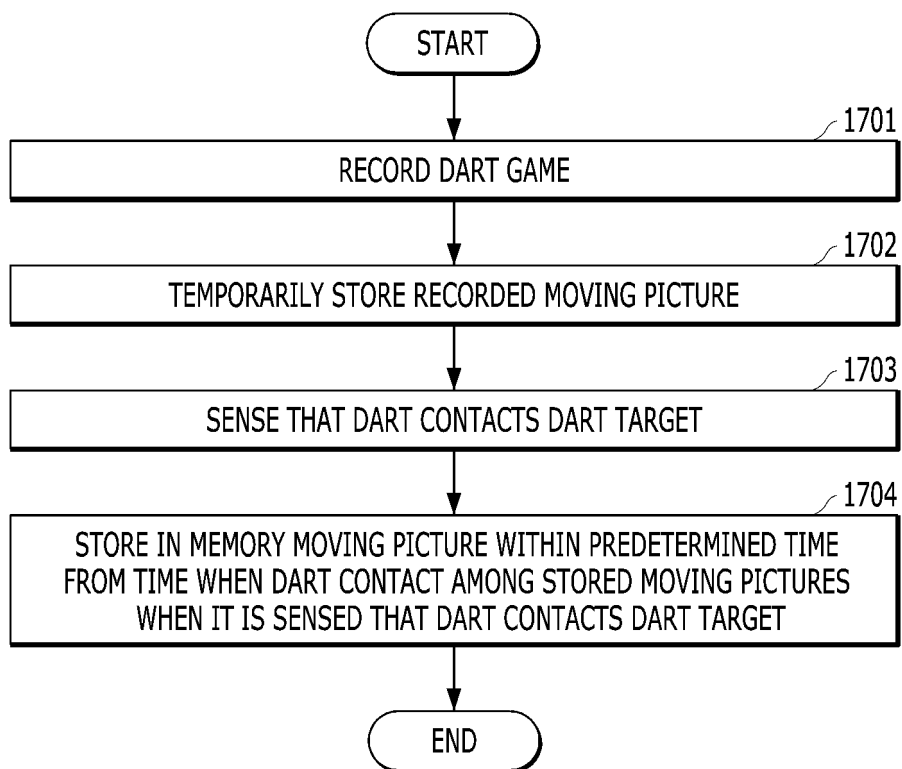 START
1701
RECORD DART GAME
1702
TEMPORARILY STORE RECORDED MOVING PICTURE
1703
SENSE THAT DART CONTACTS DART TARGET
1704
STORE IN MEMORY MOVING PICTURE WITHIN PREDETERMINED TIME
FROM TIME WHEN DART CONTACT AMONG STORED MOVING PICTURES
WHEN IT IS SENSED THAT DART CONTACTS DART TARGET
END